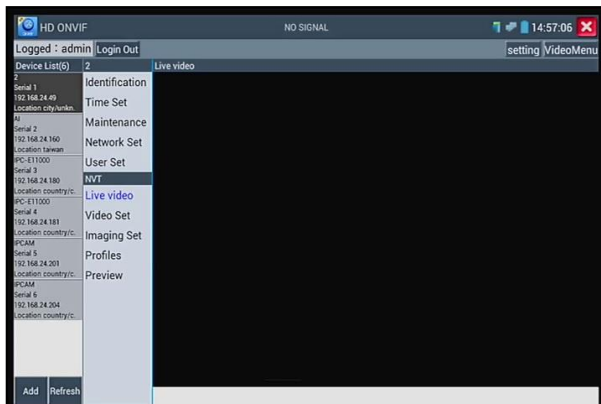 HD ONVIF
NO SIGNAL
14:57:06
Logged : admin Login Out
setting VideoMenu
Device List(6)
2
Serial 1
192.168.24.49
Location city/unkn.
AI
Serial 2
192.168.24.160
Location taiwan
IPC-E11000
Serial 3
192.168.24.180
Location country/c.
IPC-E11000
Serial 4
192.168.24.181
Location country/c.
IPCAM
Serial 5
192.168.24.201
Location country/c.
IPCAM
Serial 6
192.168.24.204
Location country/c.
Add Refresh
2
Identification
Time Set
Maintenance
Network Set
User Set
NVT
Live video
Video Set
Imaging Set
Profiles
Preview
Live video